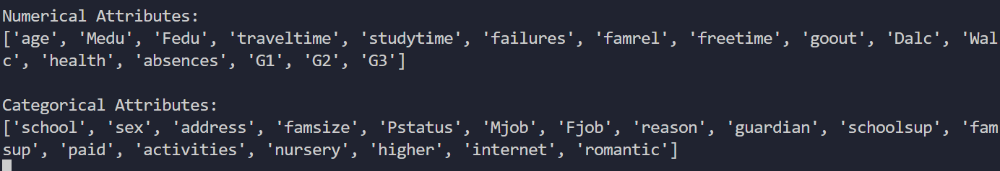 Numerical Attributes:
['age', 'Medu', 'Fedu', 'traveltime', 'studytime', 'failures', 'famrel', 'freetime', 'goout', 'Dalc', 'Wal
c', 'health', 'absences', 'G1', 'G2', 'G3']
Categorical Attributes:
['school', 'sex', 'address', 'famsize', 'Pstatus', 'Mjob', 'Fjob', 'reason', 'guardian', 'schoolsup', 'fam
sup', 'paid', 'activities', 'nursery', 'higher', 'internet', 'romantic']